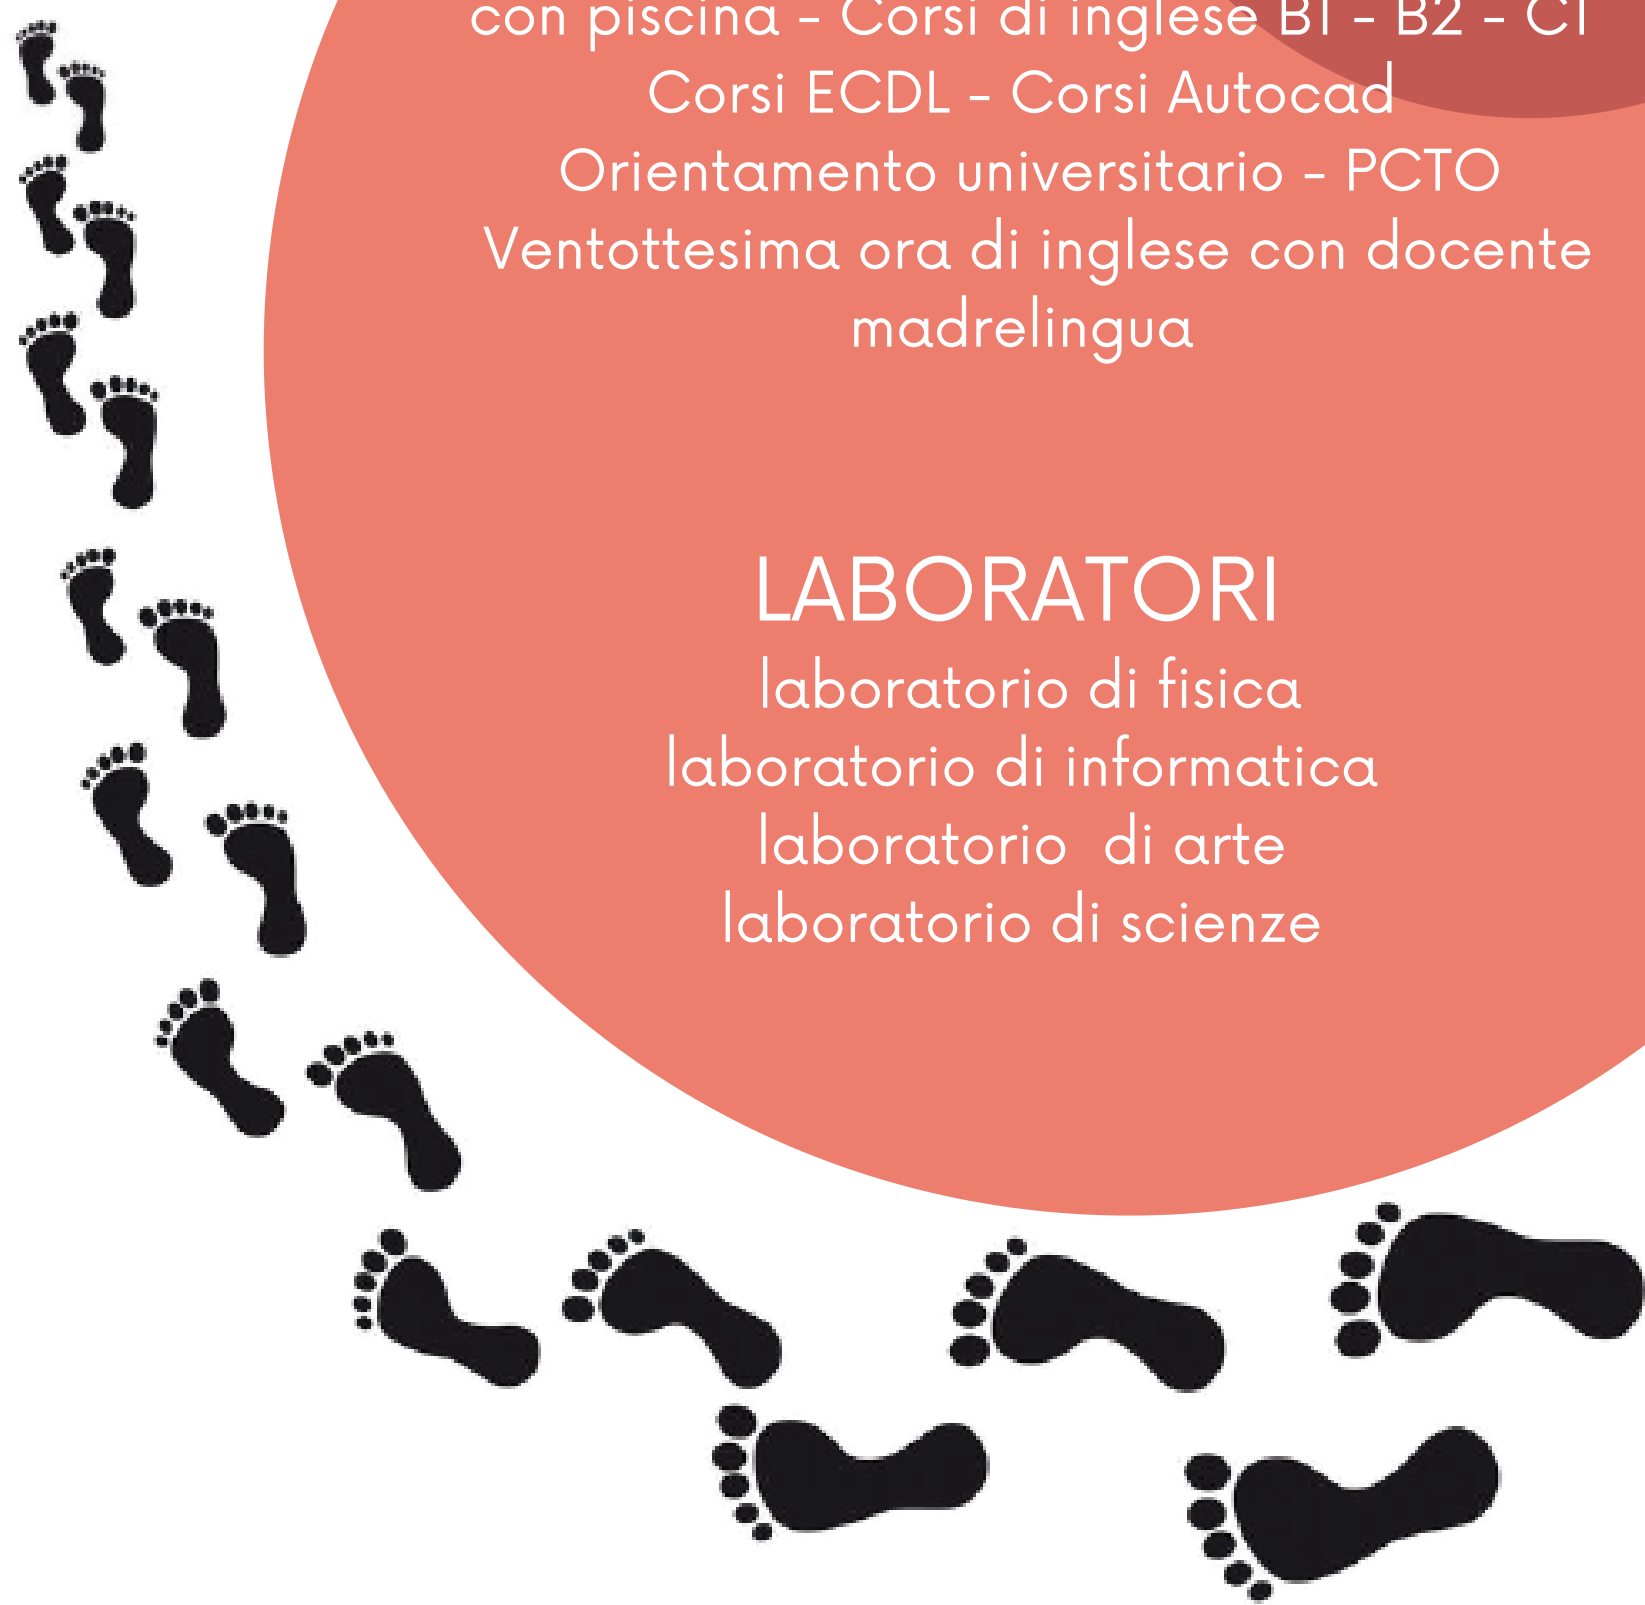 con piscina - Corsi di inglese B1 - B2 - C1
Corsi ECDL - Corsi Autocad
Orientamento universitario - PCTO
Ventottesima ora di inglese con docente
madrelingua
LABORATORI
laboratorio di fisica
laboratorio di informatica
laboratorio  di arte
laboratorio di scienze